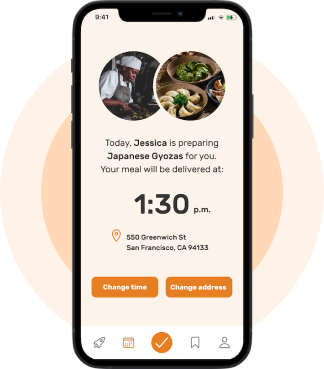 9:41
Today, Jessica is preparing
Japanese Gyozas for you.
Your meal will be delivered at:
1:30 p.m.
550 Greenwich St
San Francisco, CA 94133
Change time Change address